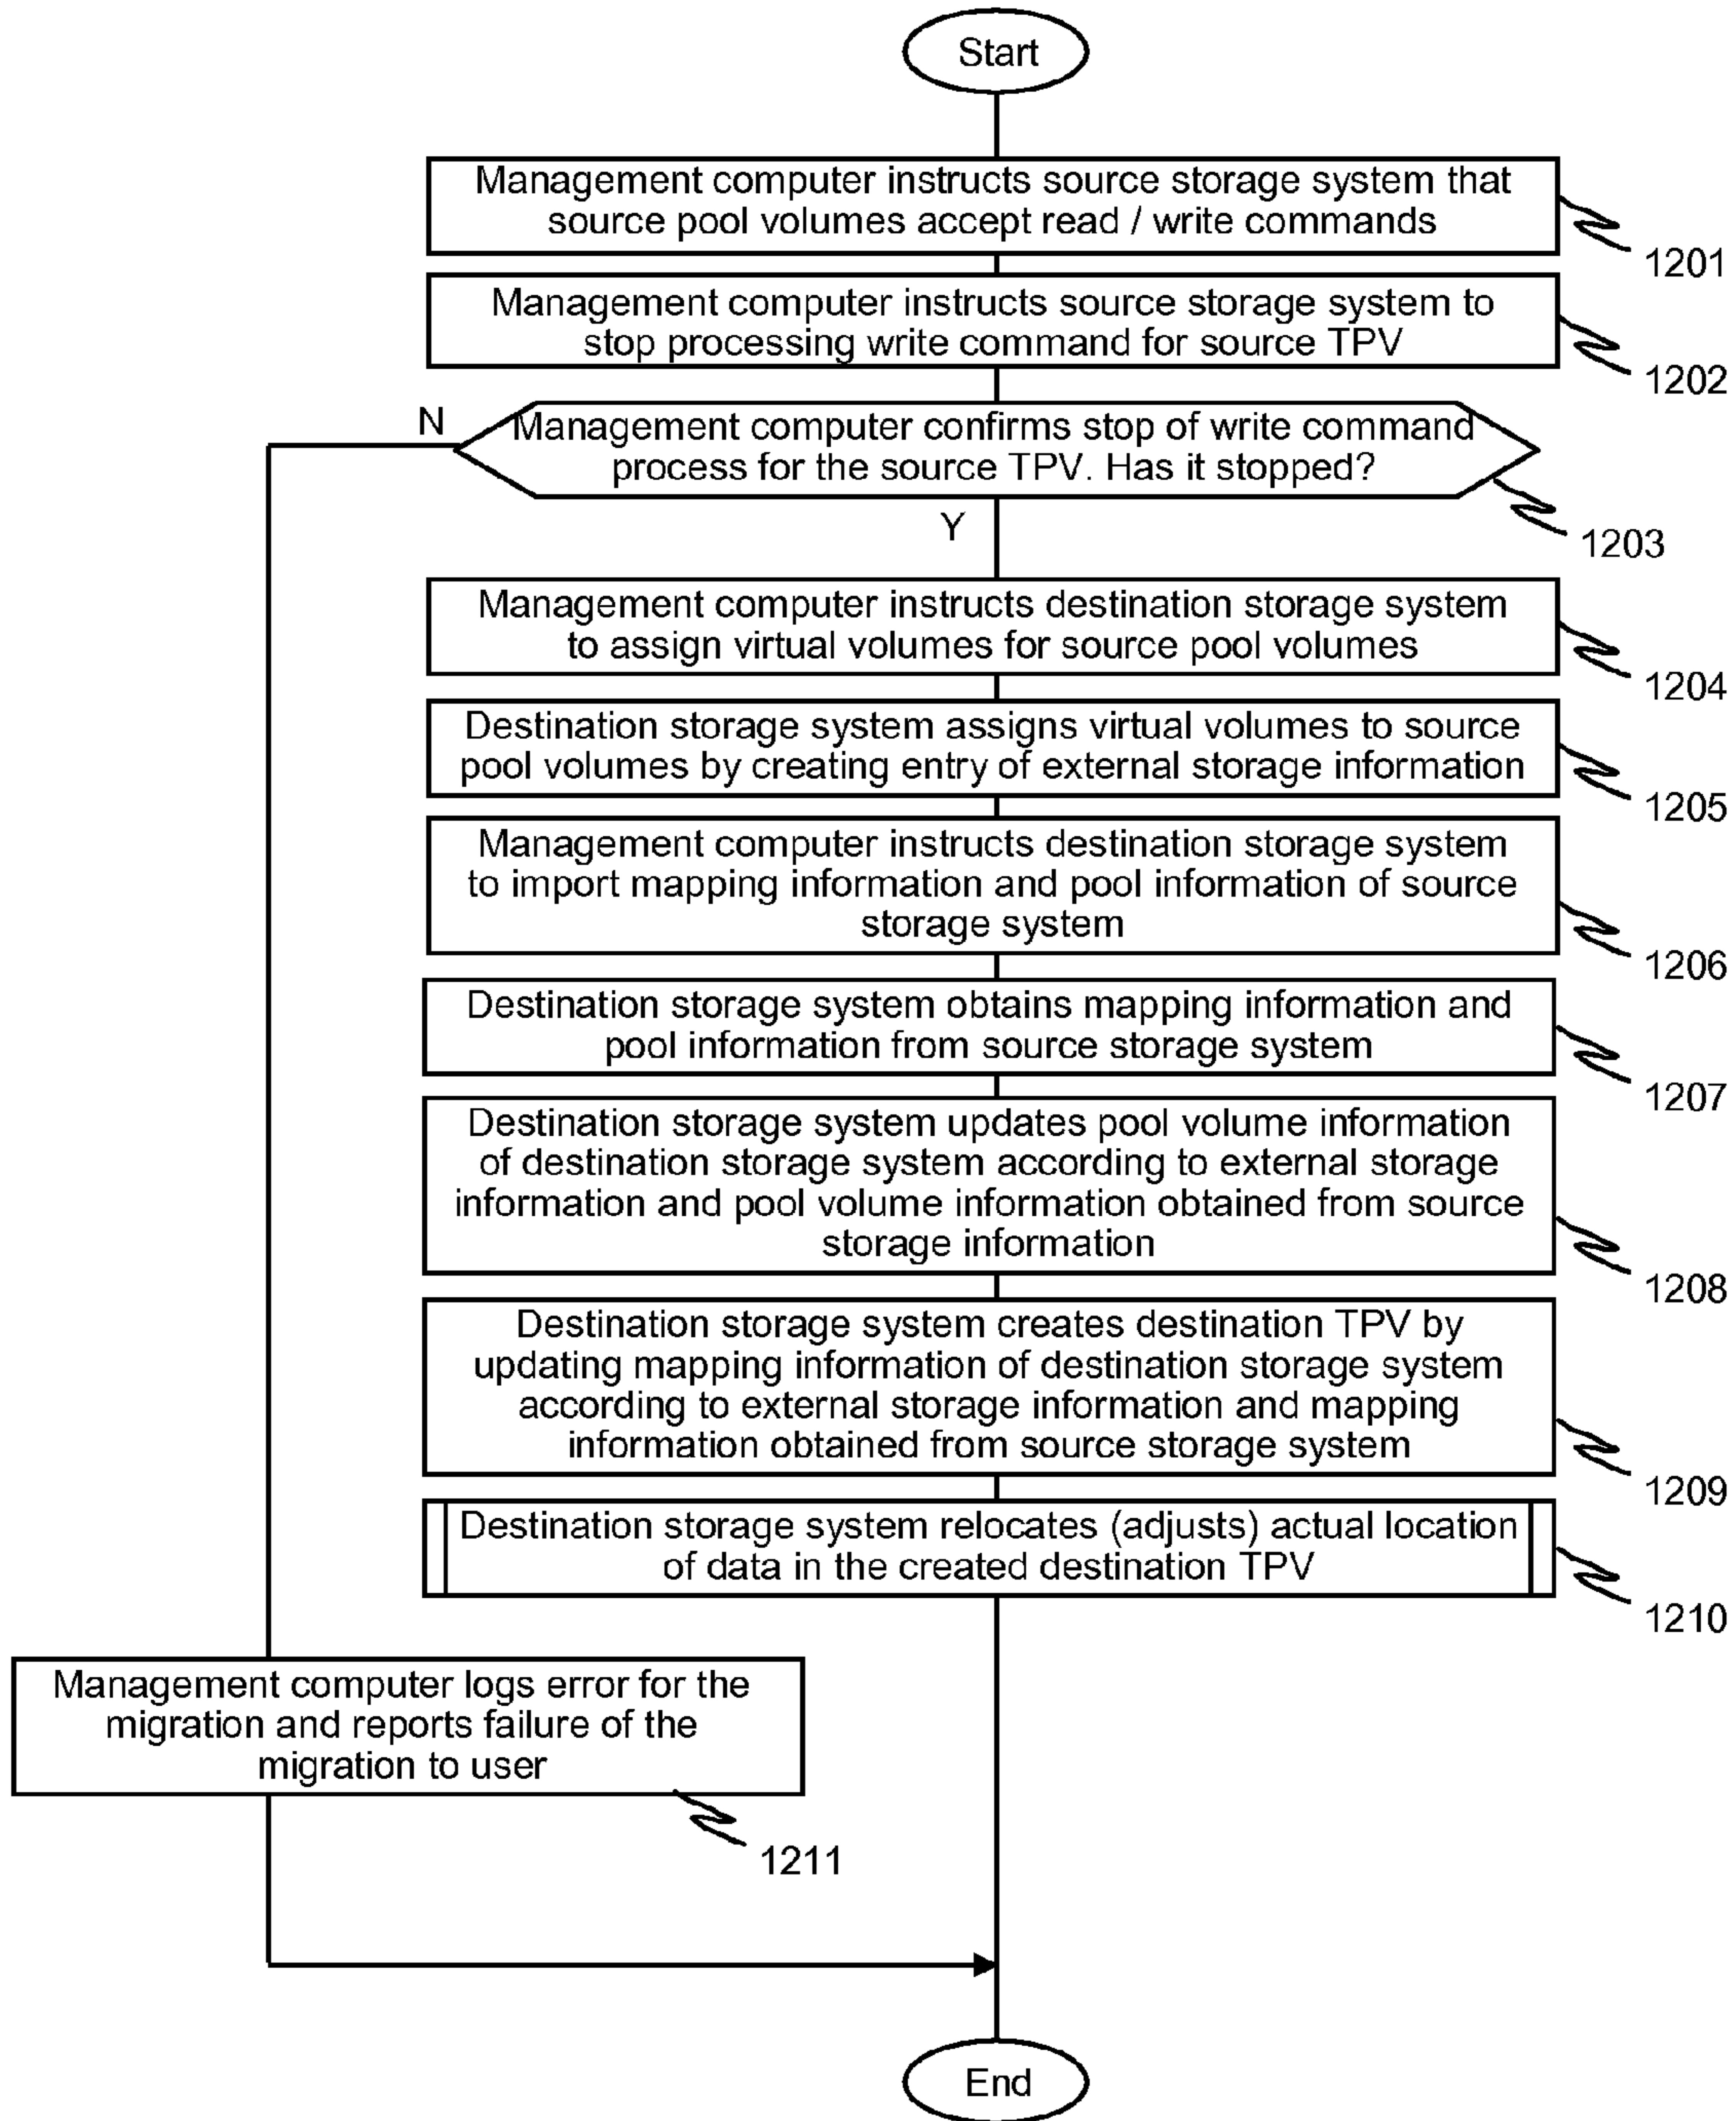 Start
Management computer instructs source storage system that
source pool volumes accept read / write commands
1201
Management computer instructs source storage system to
stop processing write command for source TPV
1202
N
Management computer confirms stop of write command
process for the source TPV. Has it stopped?
Y
1203
Management computer instructs destination storage system
to assign virtual volumes for source pool volumes
1204
Destination storage system assigns virtual volumes to source
pool volumes by creating entry of external storage information
1205
Management computer instructs destination storage system
to import mapping information and pool information of source
storage system
1206
Destination storage system obtains mapping information and
pool information from source storage system
1207
Destination storage system updates pool volume information
of destination storage system according to external storage
information and pool volume information obtained from source
storage information
1208
Destination storage system creates destination TPV by
updating mapping information of destination storage system
according to external storage information and mapping
information obtained from source storage system
1209
Destination storage system relocates (adjusts) actual location
of data in the created destination TPV
1210
Management computer logs error for the
migration and reports failure of the
migration to user
1211
End